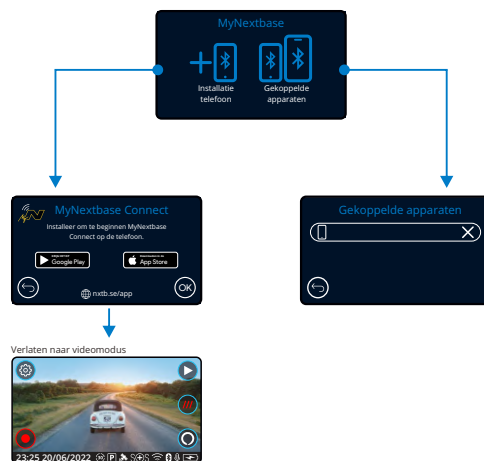 MyNextbase
Installatie
telefoon
Gekoppelde
apparaten
MyNextbase Connect
Installeer om te beginnen MyNextbase
Connect op de telefoon.
Google Play
App Store
nxtb.se/app
OK
Gekoppelde apparaten
Verlaten naar videomodus
23:25 20/06/2022 P SOS